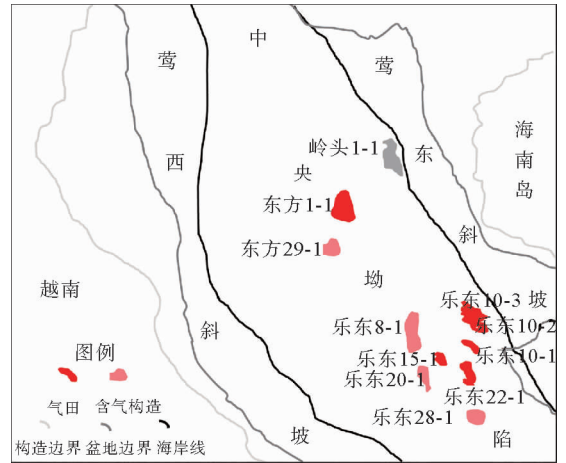 中
莺
莺
西
岭头1-1
东
海南岛
央
东方1-1
斜
东方29-1
坳
越南
乐东10-3
坡
乐东8-1
乐东10-2
斜
图例
乐东15-1
乐东10-1
乐东20-1
气田
含气构造
乐东22-1
乐东28-1
坡
陷
构造边界
盆地边界
海岸线